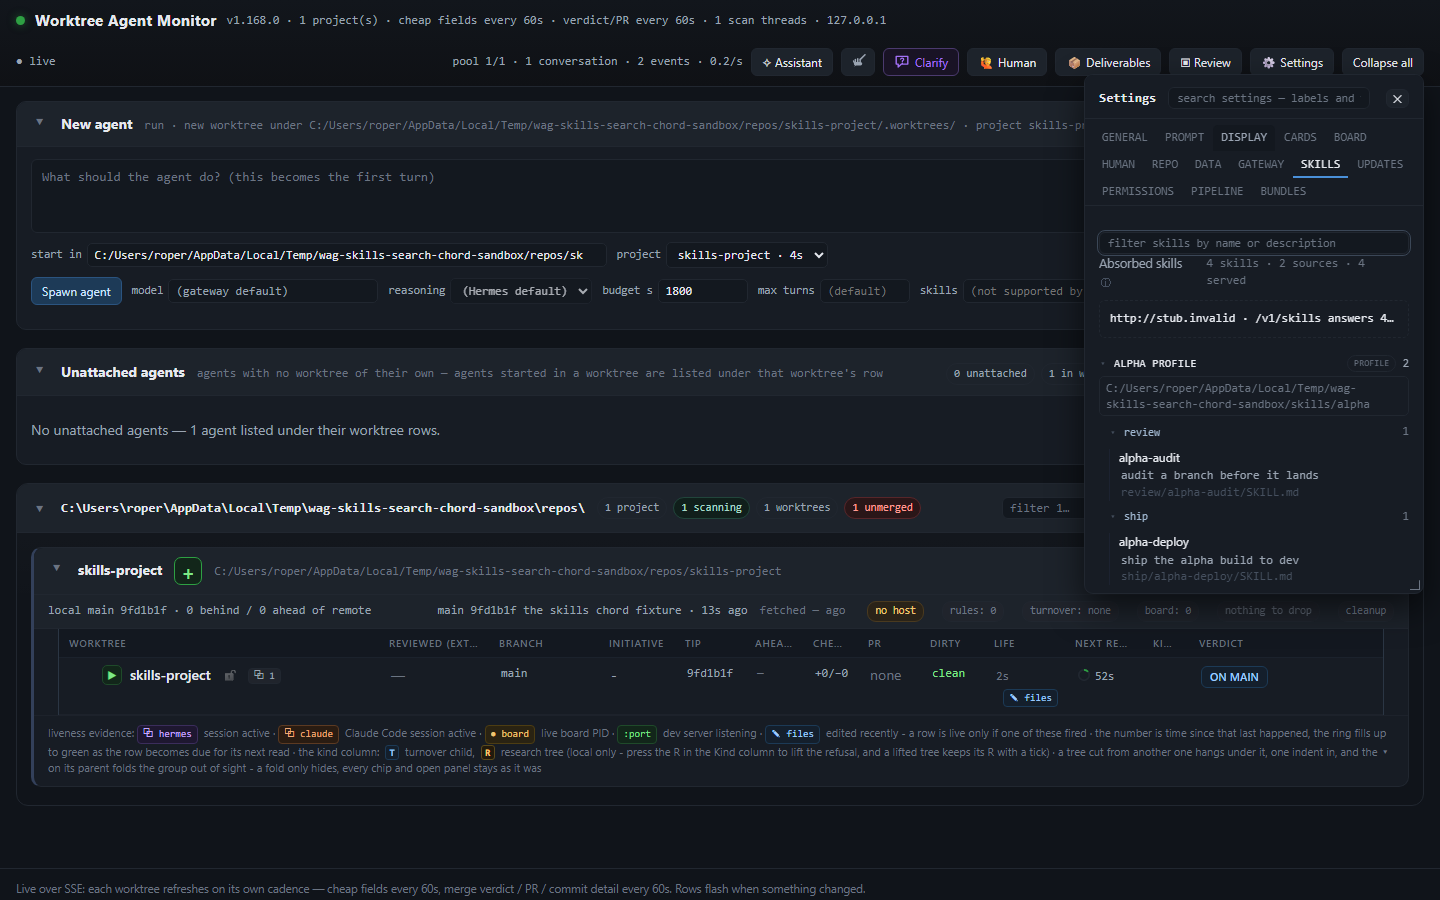 Worktree Agent Monitor v1.168.0 · 1 project(s) · cheap fields every 60s · verdict/PR every 60s · 1 scan threads · 127.0.0.1
live
pool 1/1 · 1 conversation · 2 events · 0.2/s
Assistant
Clarify
Human
Deliverables
Review
Settings
Collapse all
New agent run · new worktree under C:/Users/roper/AppData/Local/Temp/wag-skills-search-chord-sandbox/repos/skills-project/.worktrees/ · project skills-pr
What should the agent do? (this becomes the first turn)
start in C:/Users/roper/AppData/Local/Temp/wag-skills-search-chord-sandbox/repos/sk project skills-project · 4s
Spawn agent model (gateway default) reasoning (Hermes default) budget s 1800 max turns (default) skills (not supported by
Unattached agents agents with no worktree of their own — agents started in a worktree are listed under that worktree's row 0 unattached 1 in w
No unattached agents — 1 agent listed under their worktree rows.
C:\Users\roper\AppData\Local\Temp\wag-skills-search-chord-sandbox\repos\ 1 project 1 scanning 1 worktrees 1 unmerged filter 1…
skills-project + C:/Users/roper/AppData/Local/Temp/wag-skills-search-chord-sandbox/repos/skills-project
local main 9fd1b1f · 0 behind / 0 ahead of remote main 9fd1b1f the skills chord fixture · 13s ago fetched — ago no host rules: 0 turnover: none board: 0 nothing to drop cleanup
WORKTREE REVIEWED (EXT… BRANCH INITIATIVE TIP AHEA… CHE… PR DIRTY LIFE NEXT RE… KI… VERDICT
skills-project 1 — main - 9fd1b1f — +0/−0 none clean 2s 52s ON MAIN
files
liveness evidence: hermes session active · claude Claude Code session active · board live board PID · :port dev server listening · files edited recently - a row is live only if one of these fired · the number is time since that last happened, the ring fills up
to green as the row becomes due for its next read · the kind column: T turnover child, R research tree (local only - press the R in the Kind column to lift the refusal, and a lifted tree keeps its R with a tick) · a tree cut from another one hangs under it, one indent in, and the ▾
on its parent folds the group out of sight - a fold only hides, every chip and open panel stays as it was
Settings search settings — labels and
GENERAL PROMPT DISPLAY CARDS BOARD
HUMAN REPO DATA GATEWAY SKILLS UPDATES
PERMISSIONS PIPELINE BUNDLES
filter skills by name or description
Absorbed skills 4 skills · 2 sources · 4
served
http://stub.invalid · /v1/skills answers 4…
ALPHA PROFILE PROFILE 2
C:/Users/roper/AppData/Local/Temp/wag-
skills-search-chord-sandbox/skills/alpha
review 1
alpha-audit
audit a branch before it lands
review/alpha-audit/SKILL.md
ship 1
alpha-deploy
ship the alpha build to dev
ship/alpha-deploy/SKILL.md
Live over SSE: each worktree refreshes on its own cadence — cheap fields every 60s, merge verdict / PR / commit detail every 60s. Rows flash when something changed.